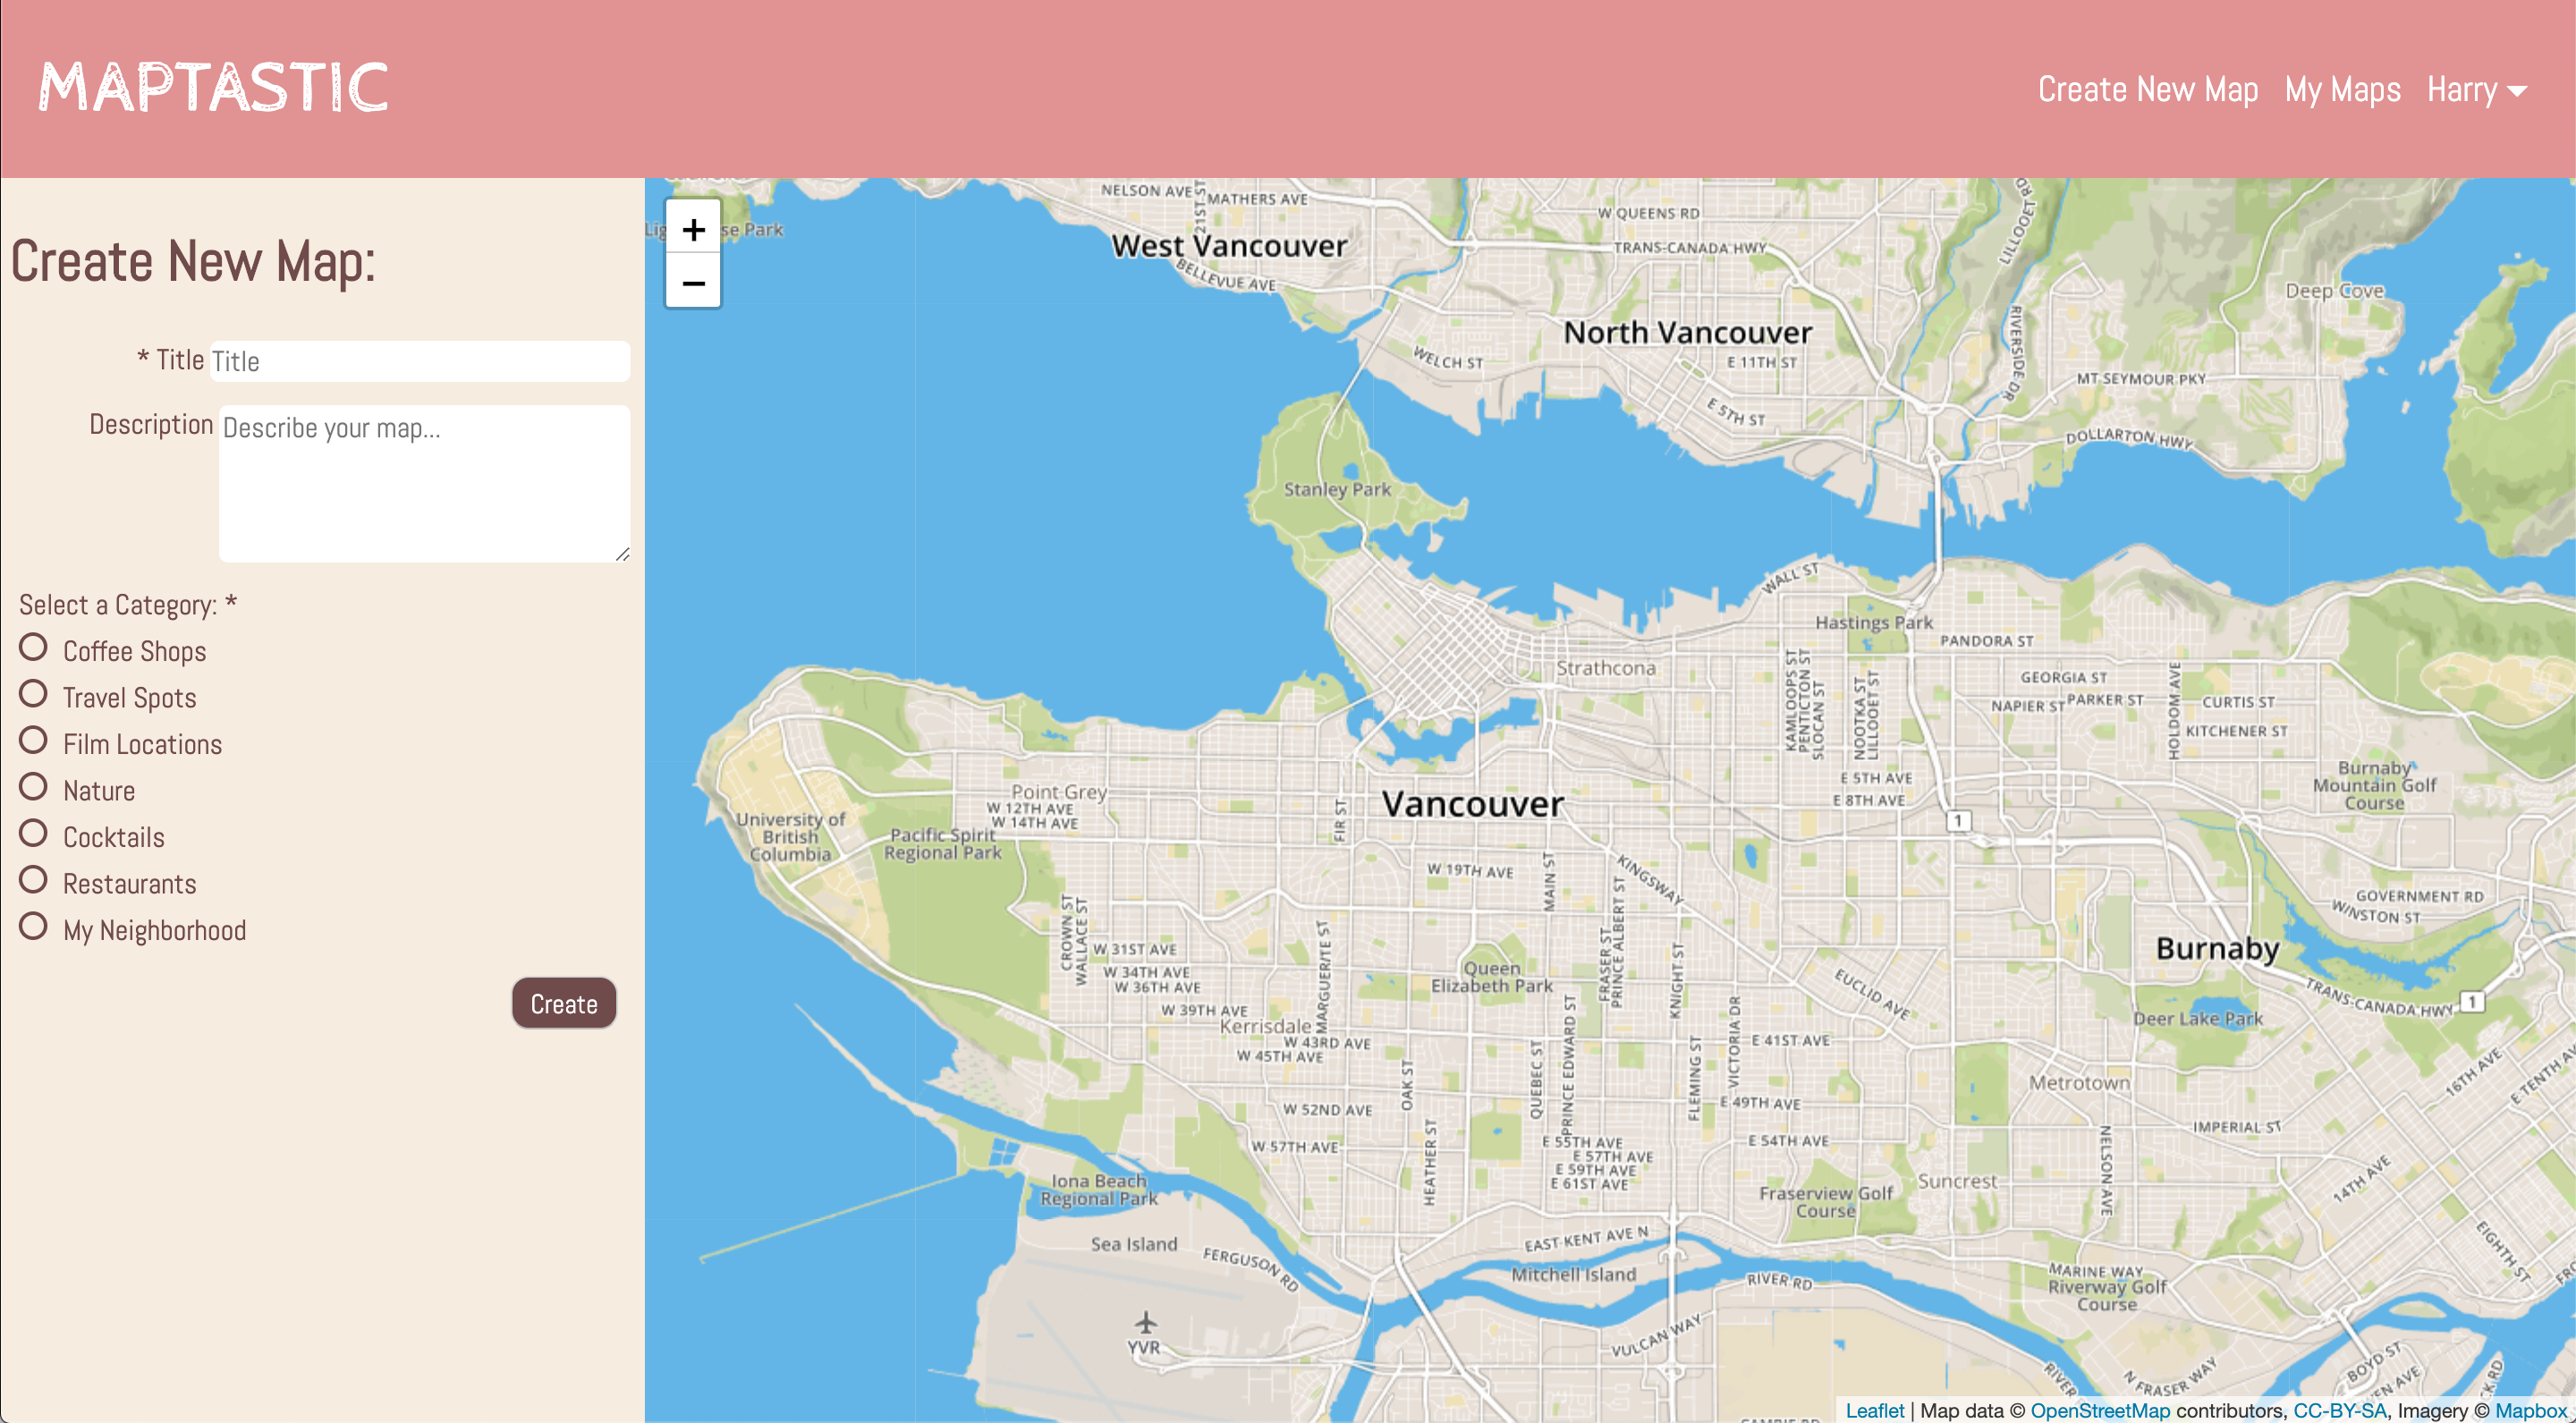 MAPTASTIC
Create New Map My Maps Harry
Create New Map:
* Title Title
Description Describe your map...
Select a Category: *
Coffee Shops
Travel Spots
Film Locations
Nature
Cocktails
Restaurants
My Neighborhood
Create
+
−
NELSON AVE
21ST ST
MATHERS AVE
West Vancouver
BELLEVUE AVE
W QUEENS RD
TRANS-CANADA HWY
LILLOOET RD
Deep Cove
North Vancouver
WELCH ST
E 11TH ST
E 5TH ST
RIVERSIDE DR
MT SEYMOUR PKY
DOLLARTON HWY
Stanley Park
WALL ST
Hastings Park
PANDORA ST
Strathcona
KAMLOOPS ST
PENTICTON ST
SLOCAN ST
NOOTKA ST
LILLOOET ST
GEORGIA ST
NAPIER ST
PARKER ST
HOLDOM AVE
CURTIS ST
KITCHENER ST
E 5TH AVE
E 8TH AVE
Burnaby
Mountain Golf
Course
Point Grey
W 12TH AVE
W 14TH AVE
FIR ST
Vancouver
1
University of
British
Columbia
Pacific Spirit
Regional Park
W 19TH AVE
MAIN ST
KINGSWAY
GOVERNMENT RD
WINSTON ST
CROWN ST
WALLACE ST
W 31ST AVE
W 34TH AVE
W 36TH AVE
W 39TH AVE
MARGUERITE ST
Queen
Elizabeth Park
FRASER ST
PRINCE ALBERT ST
KNIGHT ST
EUCLID AVE
Burnaby
TRANS-CANADA HWY
1
Deer Lake Park
Kerrisdale
W 43RD AVE
W 45TH AVE
OAK ST
QUEBEC ST
PRINCE EDWARD ST
FLEMING ST
VICTORIA DR
E 41ST AVE
Metrotown
16TH AVE
W 52ND AVE
E 49TH AVE
W 57TH AVE
HEATHER ST
E 55TH AVE
E 57TH AVE
E 59TH AVE
E 61ST AVE
E 54TH AVE
NELSON AVE
IMPERIAL ST
14TH AVE
Iona Beach
Regional Park
Fraserview Golf
Course
Suncrest
EIGHTH ST
Sea Island
FERGUSON RD
EAST KENT AVE N
Mitchell Island
RIVER RD
MARINE WAY
Riverway Golf
Course
YVR
VULCAN WAY
N FRASER WAY
BOYD ST
Leaflet | Map data © OpenStreetMap contributors, CC-BY-SA, Imagery © Mapbox